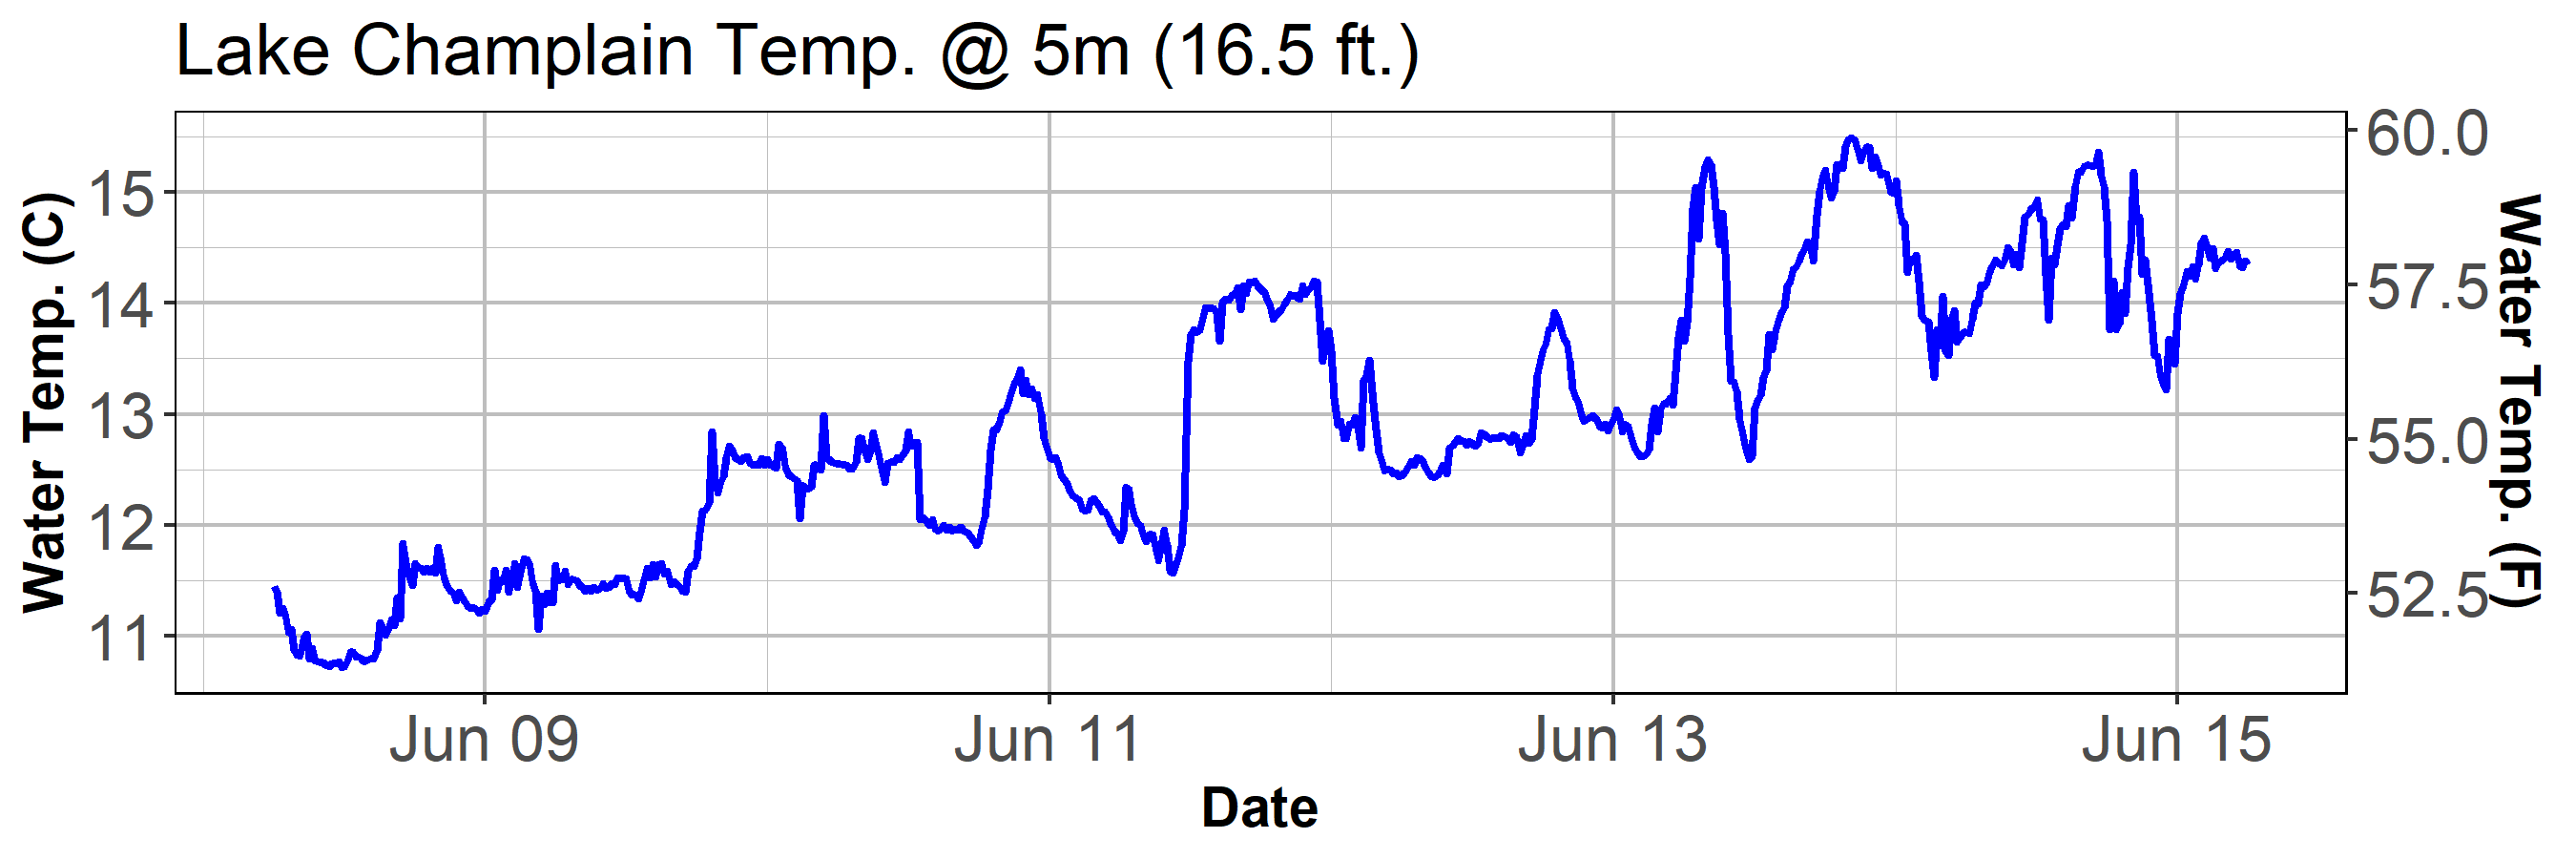 Lake Champlain Temp. @ 5m (16.5 ft.)
Water Temp. (C)
15
14
13
12
11
60.0
57.5
55.0
52.5
Water Temp. (F)
Jun 09
Jun 11
Jun 13
Jun 15
Date